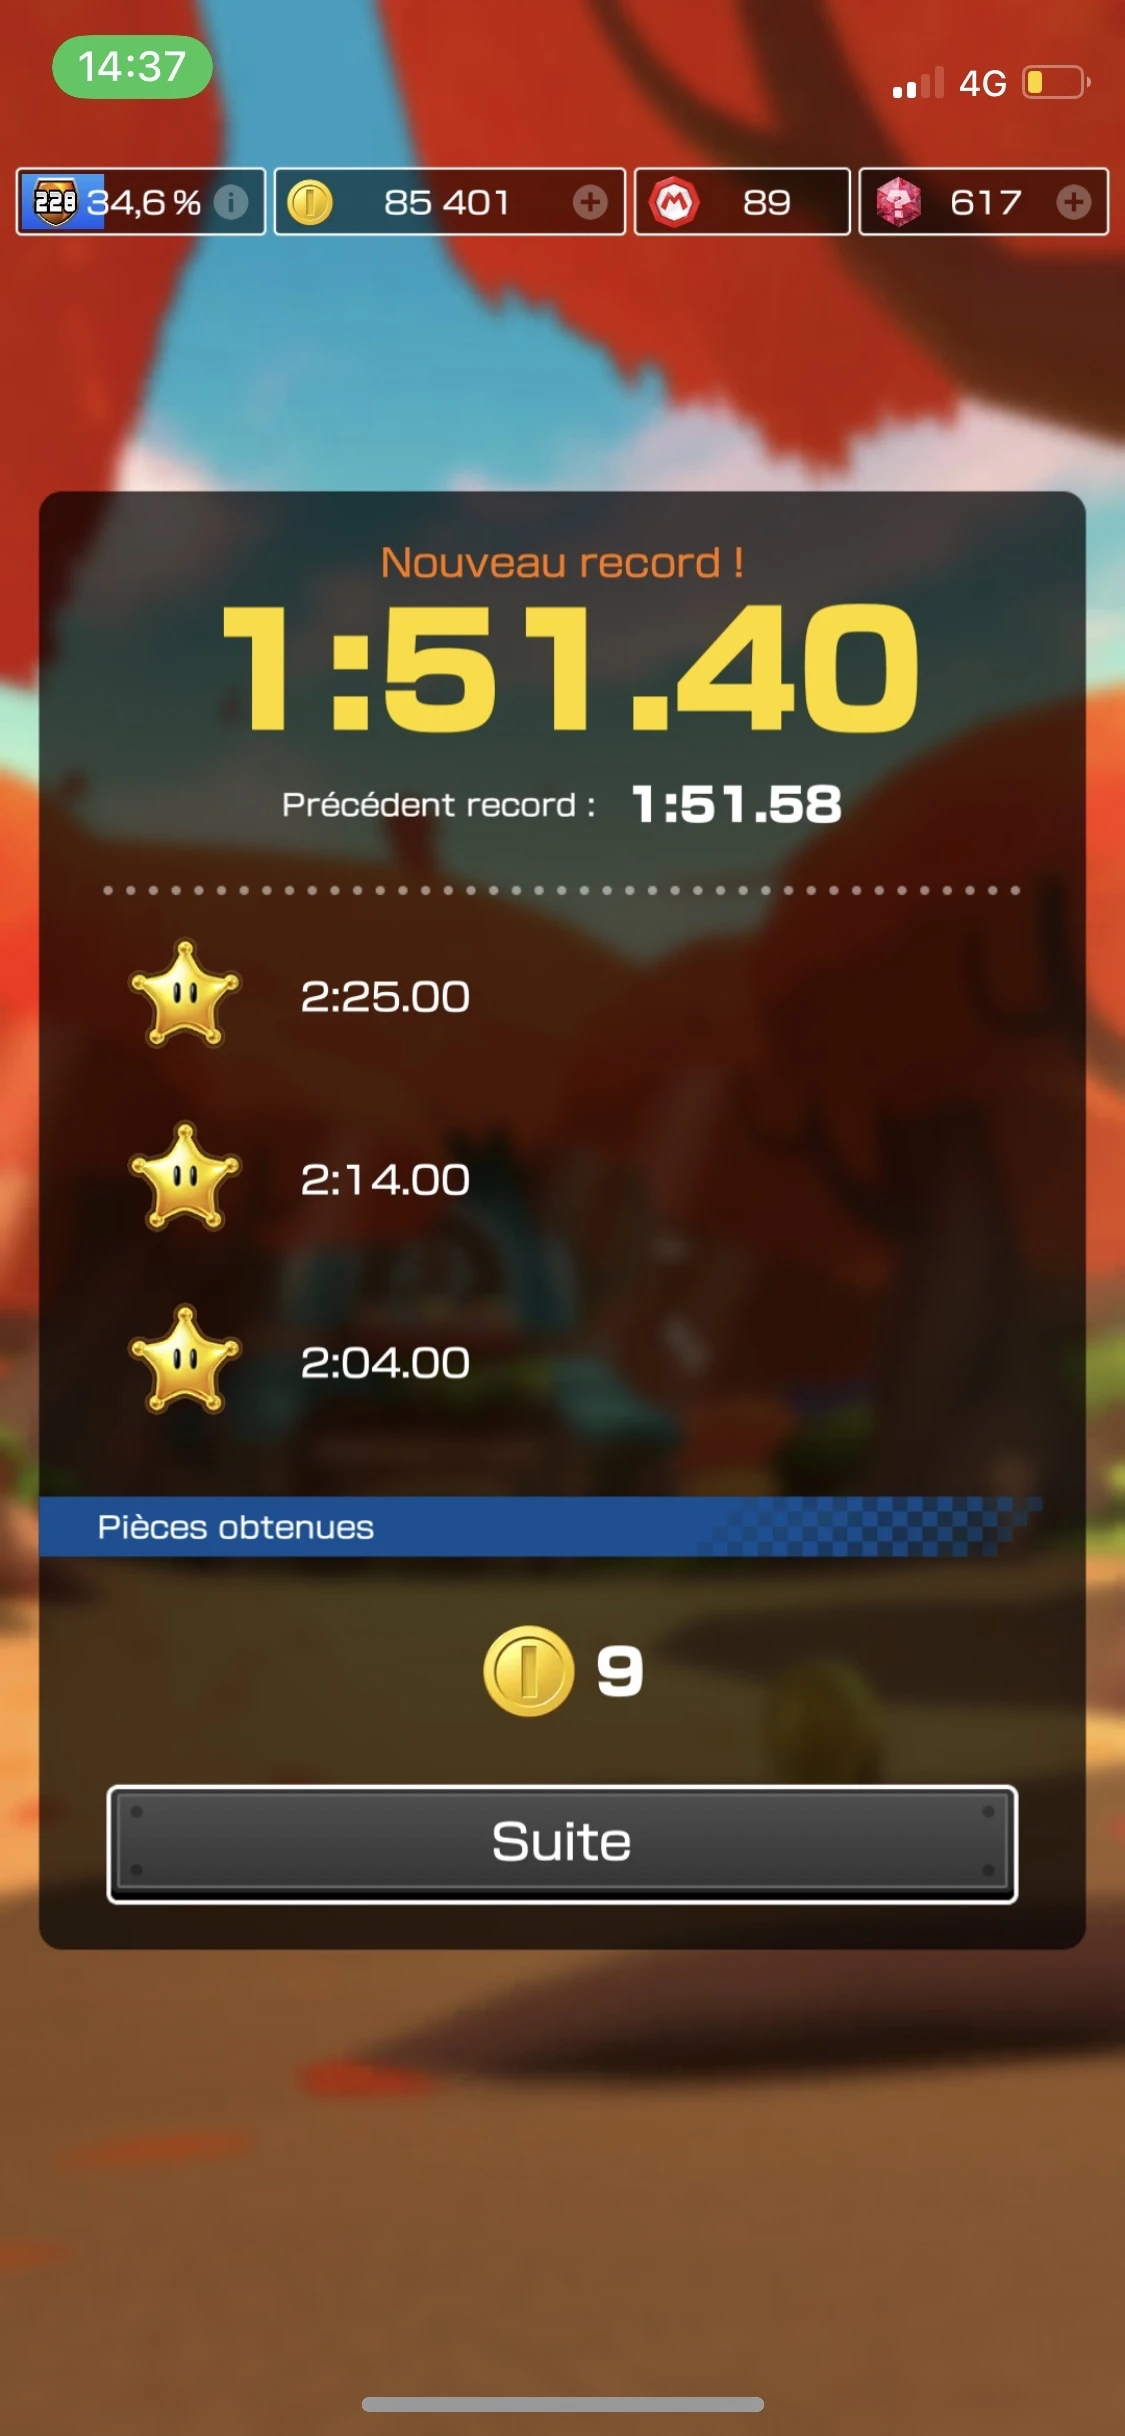 14:37 4G
220 34,6 % i 85 401 + M 89 ? 617 +
Nouveau record !
1:51.40
Précédent record : 1:51.58
2:25.00
2:14.00
2:04.00
Pièces obtenues
9
Suite